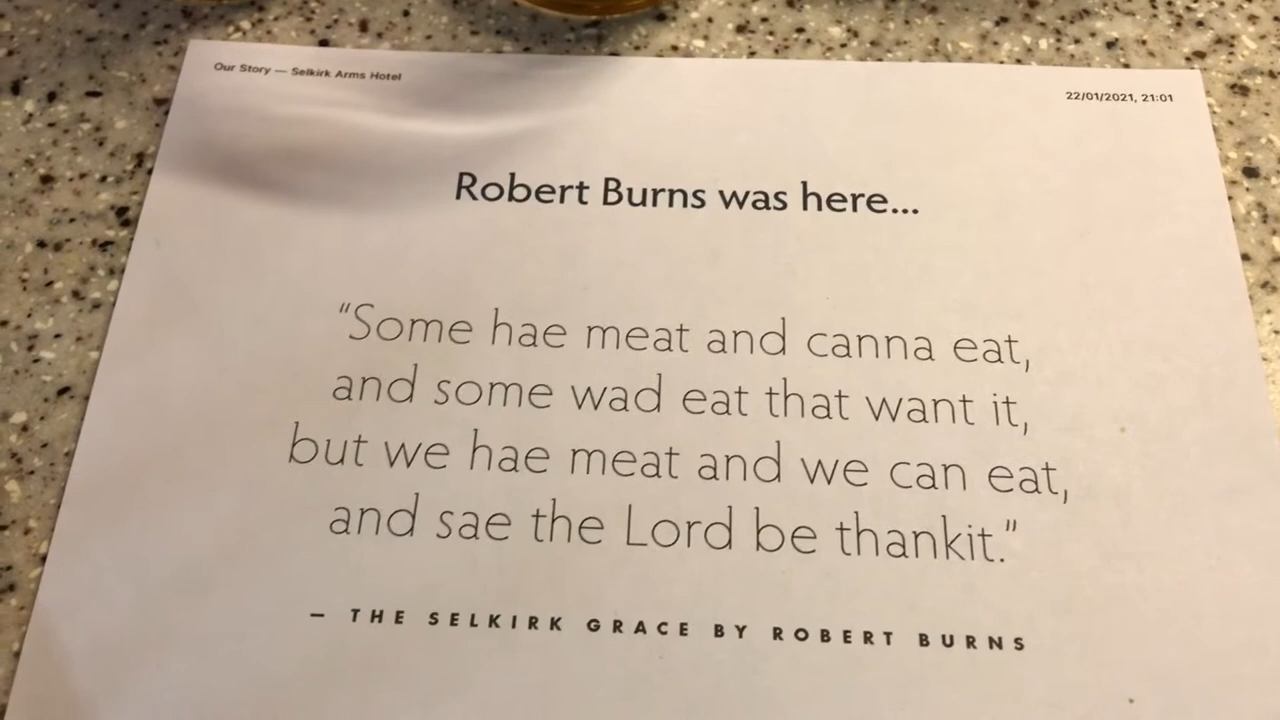 Our Story — Selkirk Arms Hotel
22/01/2021, 21:01
Robert Burns was here...
“Some hae meat and canna eat,
and some wad eat that want it,
but we hae meat and we can eat,
and sae the Lord be thankit.”
— THE SELKIRK GRACE BY ROBERT BURNS